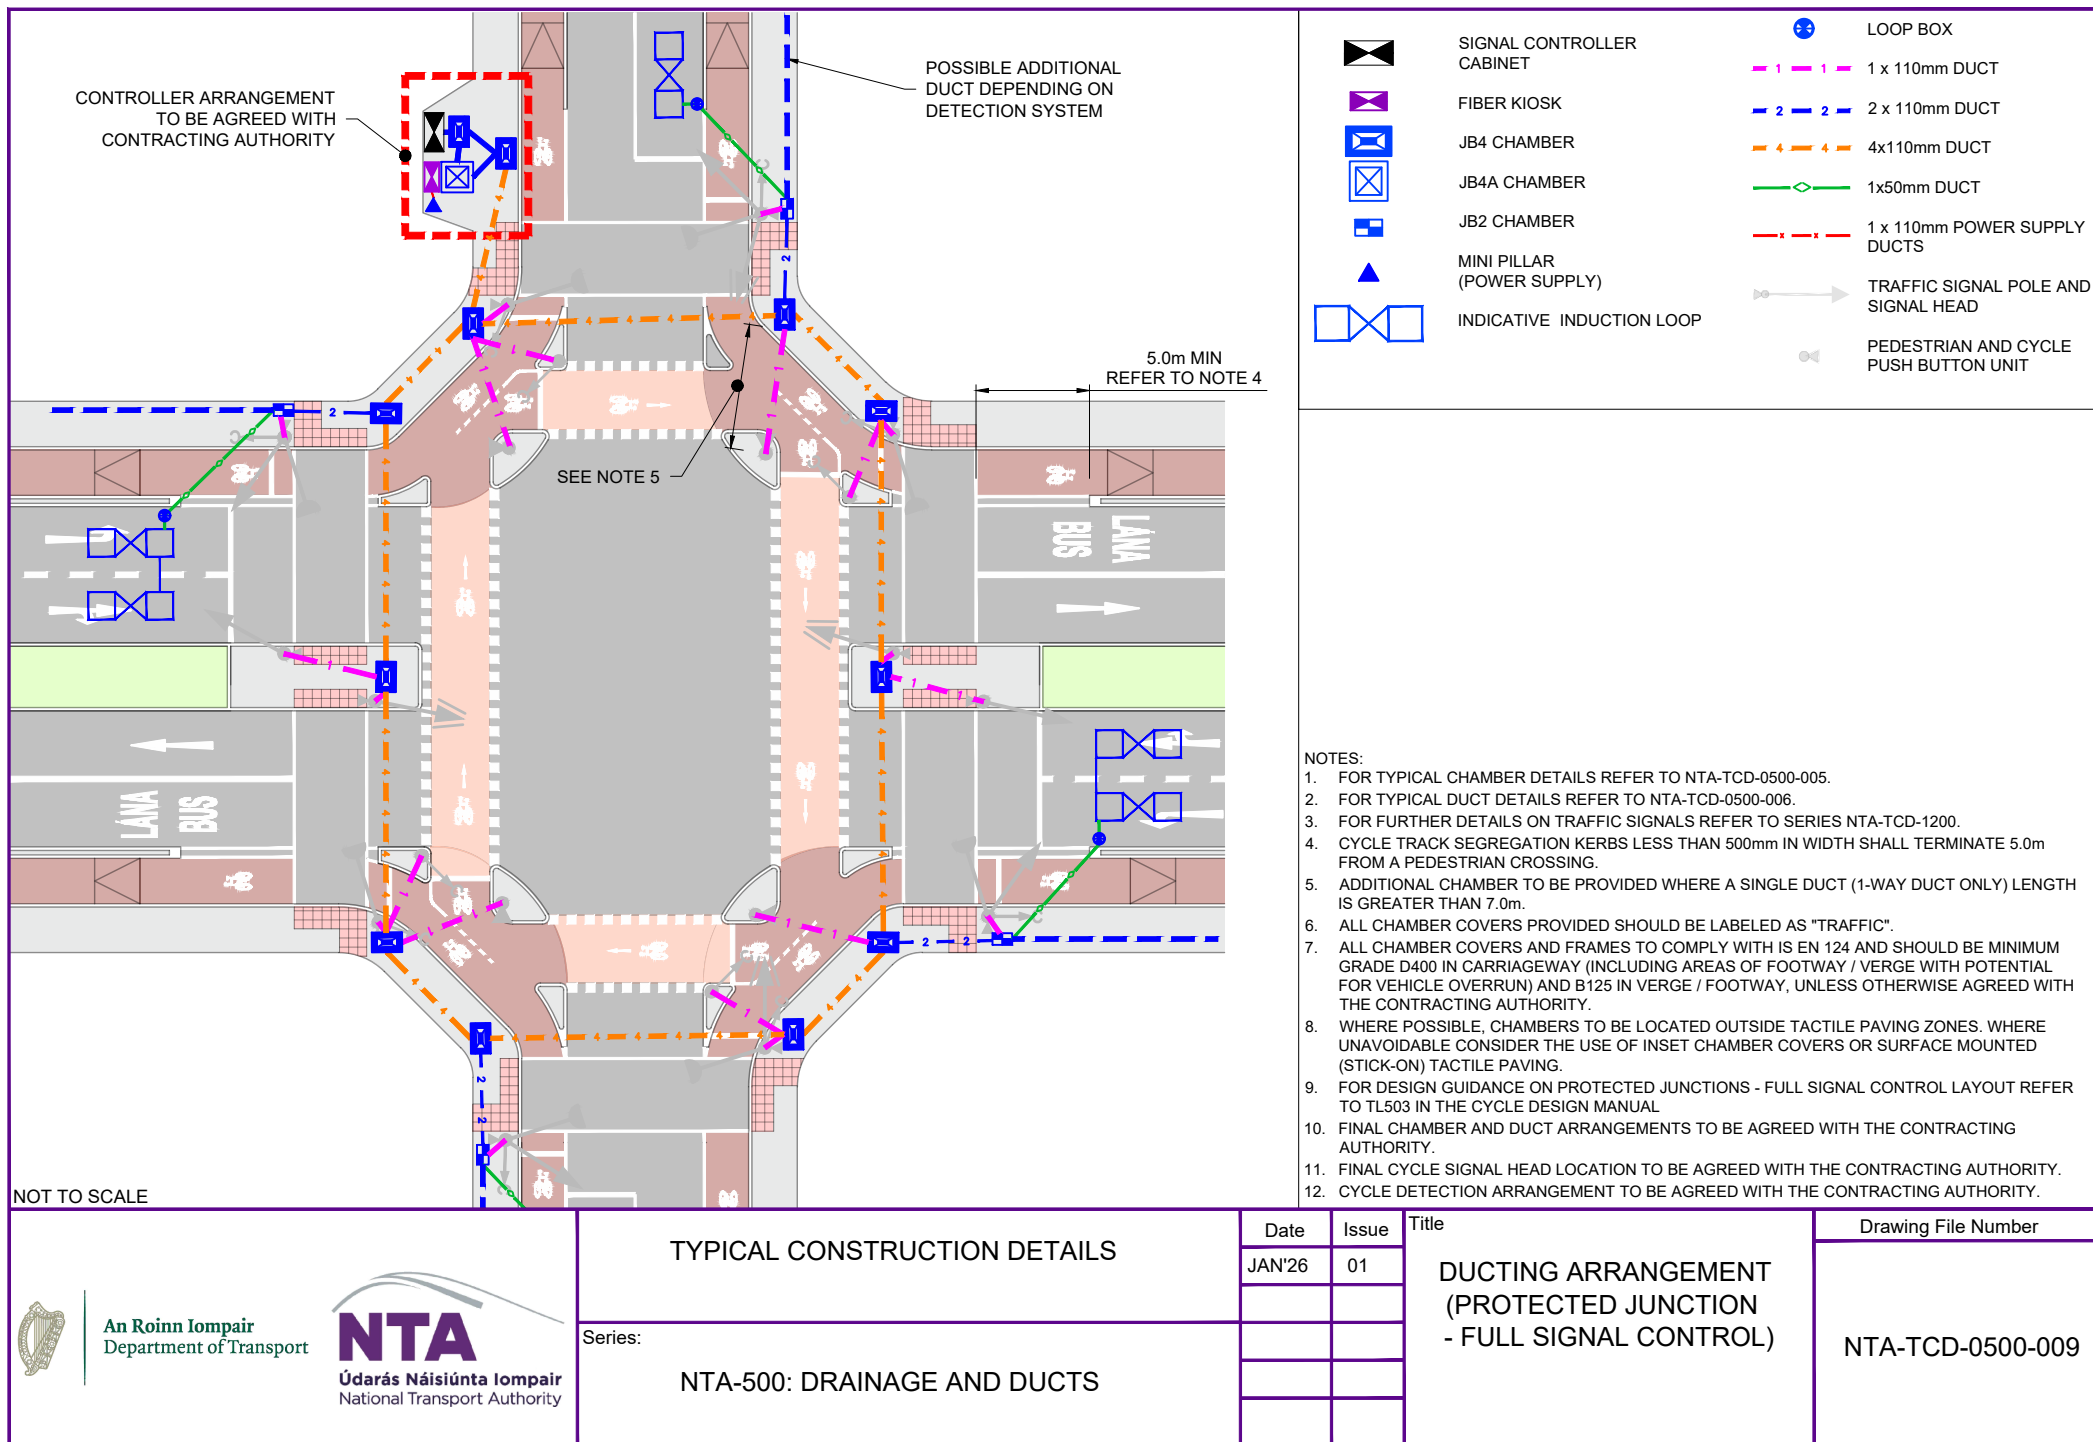 CONTROLLER ARRANGEMENT
TO BE AGREED WITH
CONTRACTING AUTHORITY
POSSIBLE ADDITIONAL
DUCT DEPENDING ON
DETECTION SYSTEM
5.0m MIN
REFER TO NOTE 4
SEE NOTE 5
LÁNA
BUS
LÁNA
BUS
NOT TO SCALE
SIGNAL CONTROLLER
CABINET
FIBER KIOSK
JB4 CHAMBER
JB4A CHAMBER
JB2 CHAMBER
MINI PILLAR
(POWER SUPPLY)
INDICATIVE INDUCTION LOOP
LOOP BOX
1 1
1 x 110mm DUCT
2 2
2 x 110mm DUCT
4 4
4x110mm DUCT
1x50mm DUCT
1 x 110mm POWER SUPPLY
DUCTS
TRAFFIC SIGNAL POLE AND
SIGNAL HEAD
PEDESTRIAN AND CYCLE
PUSH BUTTON UNIT
NOTES:
1. FOR TYPICAL CHAMBER DETAILS REFER TO NTA-TCD-0500-005.
2. FOR TYPICAL DUCT DETAILS REFER TO NTA-TCD-0500-006.
3. FOR FURTHER DETAILS ON TRAFFIC SIGNALS REFER TO SERIES NTA-TCD-1200.
4. CYCLE TRACK SEGREGATION KERBS LESS THAN 500mm IN WIDTH SHALL TERMINATE 5.0m
FROM A PEDESTRIAN CROSSING.
5. ADDITIONAL CHAMBER TO BE PROVIDED WHERE A SINGLE DUCT (1-WAY DUCT ONLY) LENGTH
IS GREATER THAN 7.0m.
6. ALL CHAMBER COVERS PROVIDED SHOULD BE LABELED AS "TRAFFIC".
7. ALL CHAMBER COVERS AND FRAMES TO COMPLY WITH IS EN 124 AND SHOULD BE MINIMUM
GRADE D400 IN CARRIAGEWAY (INCLUDING AREAS OF FOOTWAY / VERGE WITH POTENTIAL
FOR VEHICLE OVERRUN) AND B125 IN VERGE / FOOTWAY, UNLESS OTHERWISE AGREED WITH
THE CONTRACTING AUTHORITY.
8. WHERE POSSIBLE, CHAMBERS TO BE LOCATED OUTSIDE TACTILE PAVING ZONES. WHERE
UNAVOIDABLE CONSIDER THE USE OF INSET CHAMBER COVERS OR SURFACE MOUNTED
(STICK-ON) TACTILE PAVING.
9. FOR DESIGN GUIDANCE ON PROTECTED JUNCTIONS - FULL SIGNAL CONTROL LAYOUT REFER
TO TL503 IN THE CYCLE DESIGN MANUAL
10. FINAL CHAMBER AND DUCT ARRANGEMENTS TO BE AGREED WITH THE CONTRACTING
AUTHORITY.
11. FINAL CYCLE SIGNAL HEAD LOCATION TO BE AGREED WITH THE CONTRACTING AUTHORITY.
12. CYCLE DETECTION ARRANGEMENT TO BE AGREED WITH THE CONTRACTING AUTHORITY.
An Roinn Iompair
Department of Transport
NTA
Údarás Náisiúnta Iompair
National Transport Authority
TYPICAL CONSTRUCTION DETAILS
Series:
NTA-500: DRAINAGE AND DUCTS
Date Issue
JAN'26 01
Title
DUCTING ARRANGEMENT
(PROTECTED JUNCTION
- FULL SIGNAL CONTROL)
Drawing File Number
NTA-TCD-0500-009